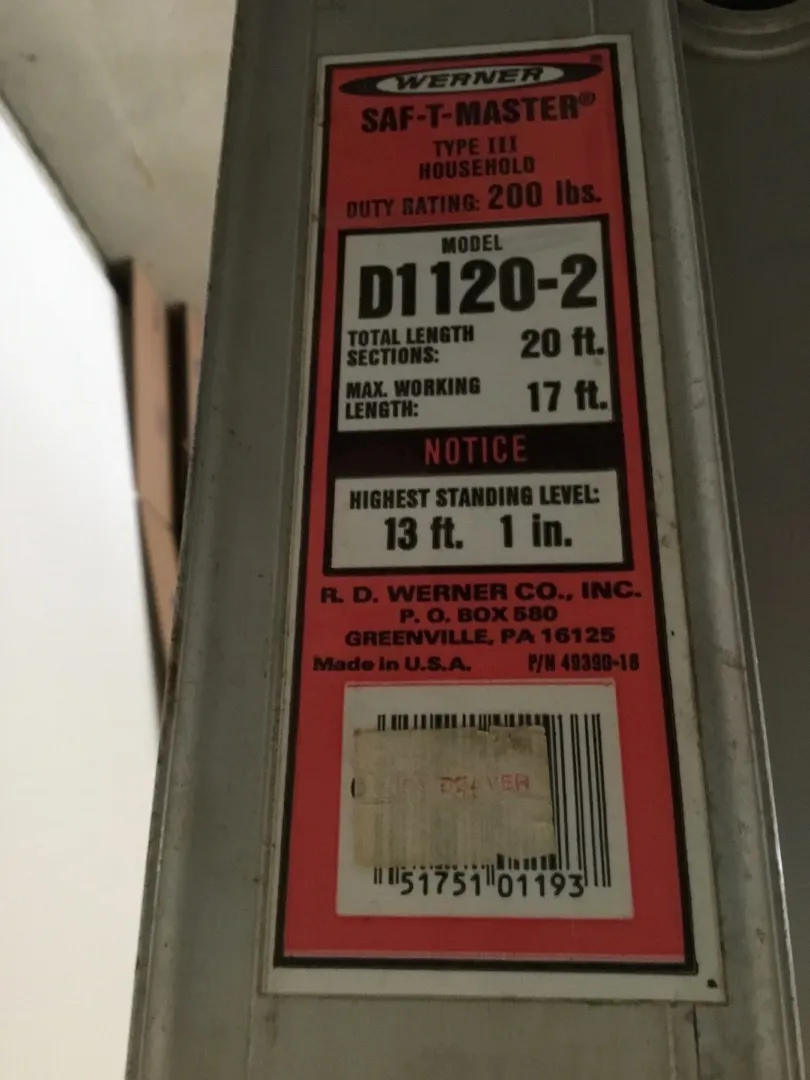 WERNER®
SAF-T-MASTER®
TYPE III
HOUSEHOLD
DUTY RATING: 200 lbs.
MODEL
D1120-2
TOTAL LENGTH SECTIONS: 20 ft.
MAX. WORKING LENGTH: 17 ft.
NOTICE
HIGHEST STANDING LEVEL:
13 ft. 1 in.
R. D. WERNER CO., INC.
P. O. BOX 580
GREENVILLE, PA 16125
Made in U.S.A. P/N 49390-18
51751 01193